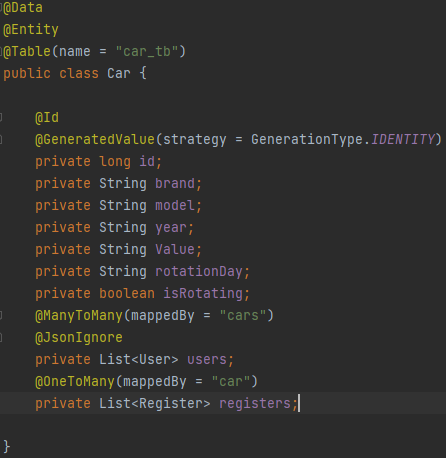 @Data
@Entity
@Table(name = "car_tb")
public class Car {
@Id
@GeneratedValue(strategy = GenerationType.IDENTITY)
private long id;
private String brand;
private String model;
private String year;
private String Value;
private String rotationDay;
private boolean isRotating;
@ManyToMany(mappedBy = "cars")
@JsonIgnore
private List<User> users;
@OneToMany(mappedBy = "car")
private List<Register> registers;
}